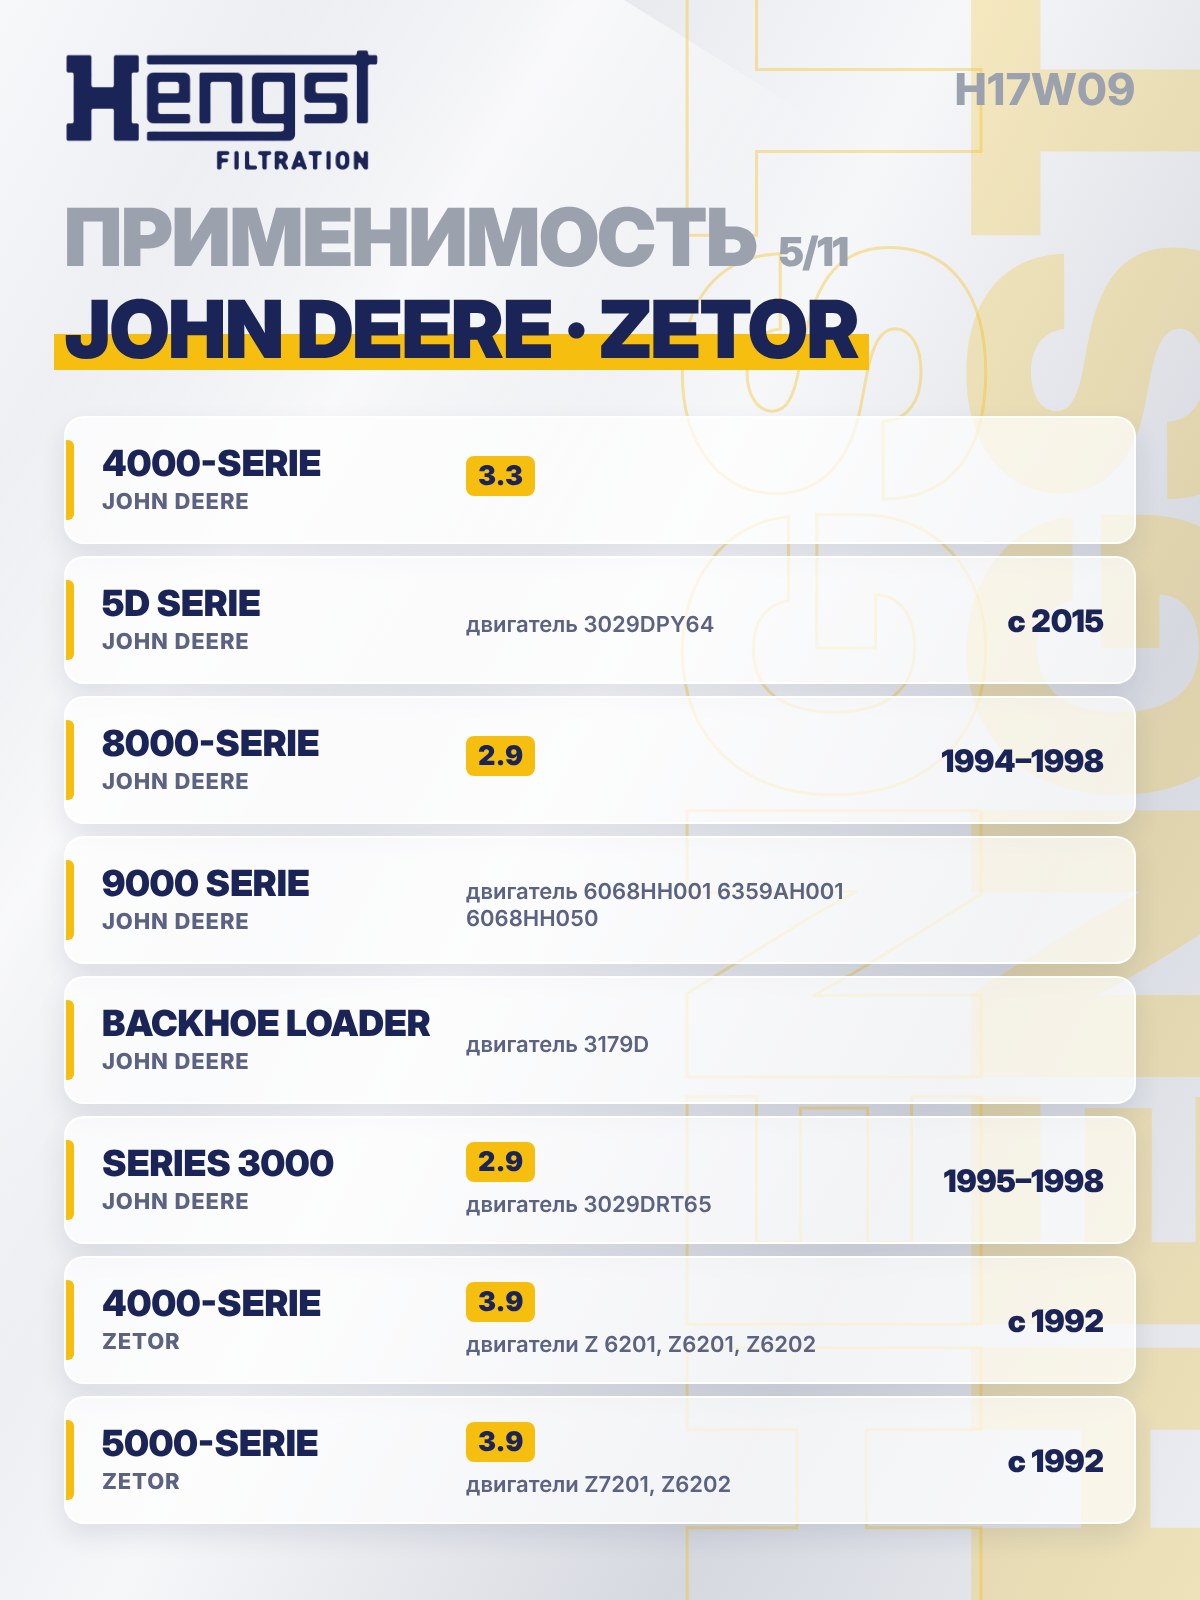 Hengst
FILTRATION
H17W09
ПРИМЕНИМОСТЬ 5/11
JOHN DEERE · ZETOR
4000-SERIE
JOHN DEERE
3.3
5D SERIE
JOHN DEERE
двигатель 3029DPY64
с 2015
8000-SERIE
JOHN DEERE
2.9
1994–1998
9000 SERIE
JOHN DEERE
двигатель 6068HH001 6359AH001
6068HH050
BACKHOE LOADER
JOHN DEERE
двигатель 3179D
SERIES 3000
JOHN DEERE
2.9
двигатель 3029DRT65
1995–1998
4000-SERIE
ZETOR
3.9
двигатели Z 6201, Z6201, Z6202
с 1992
5000-SERIE
ZETOR
3.9
двигатели Z7201, Z6202
с 1992
HENGST
HENGST